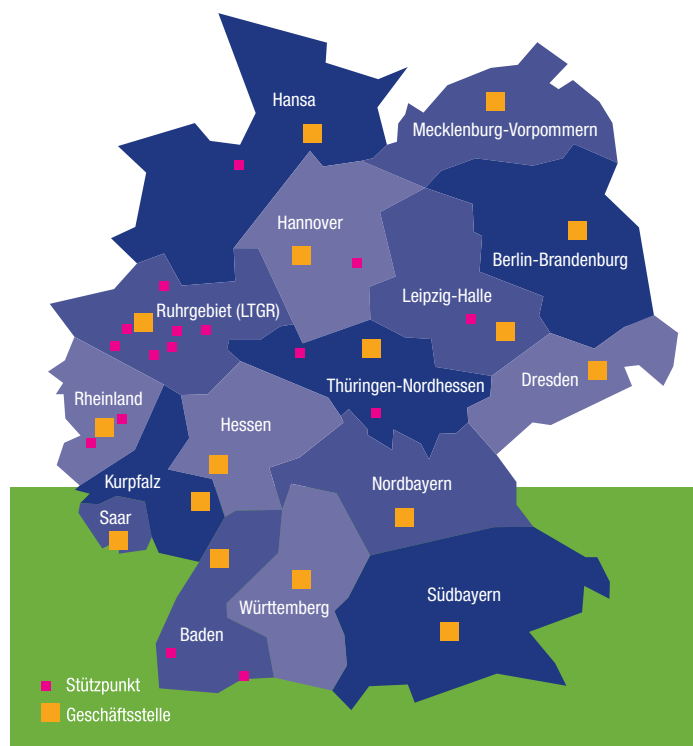 Hansa
Mecklenburg-Vorpommern
Hannover
Berlin-Brandenburg
Leipzig-Halle
Ruhrgebiet (LTGR)
Thüringen-Nordhessen
Dresden
Rheinland
Hessen
Kurpfalz
Nordbayern
Saar
Württemberg
Südbayern
Baden
Stützpunkt
Geschäftsstelle